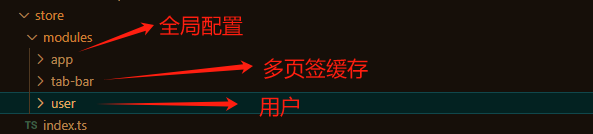 store
全局配置
modules
app
tab-bar
多页签缓存
user
用户
TS index.ts